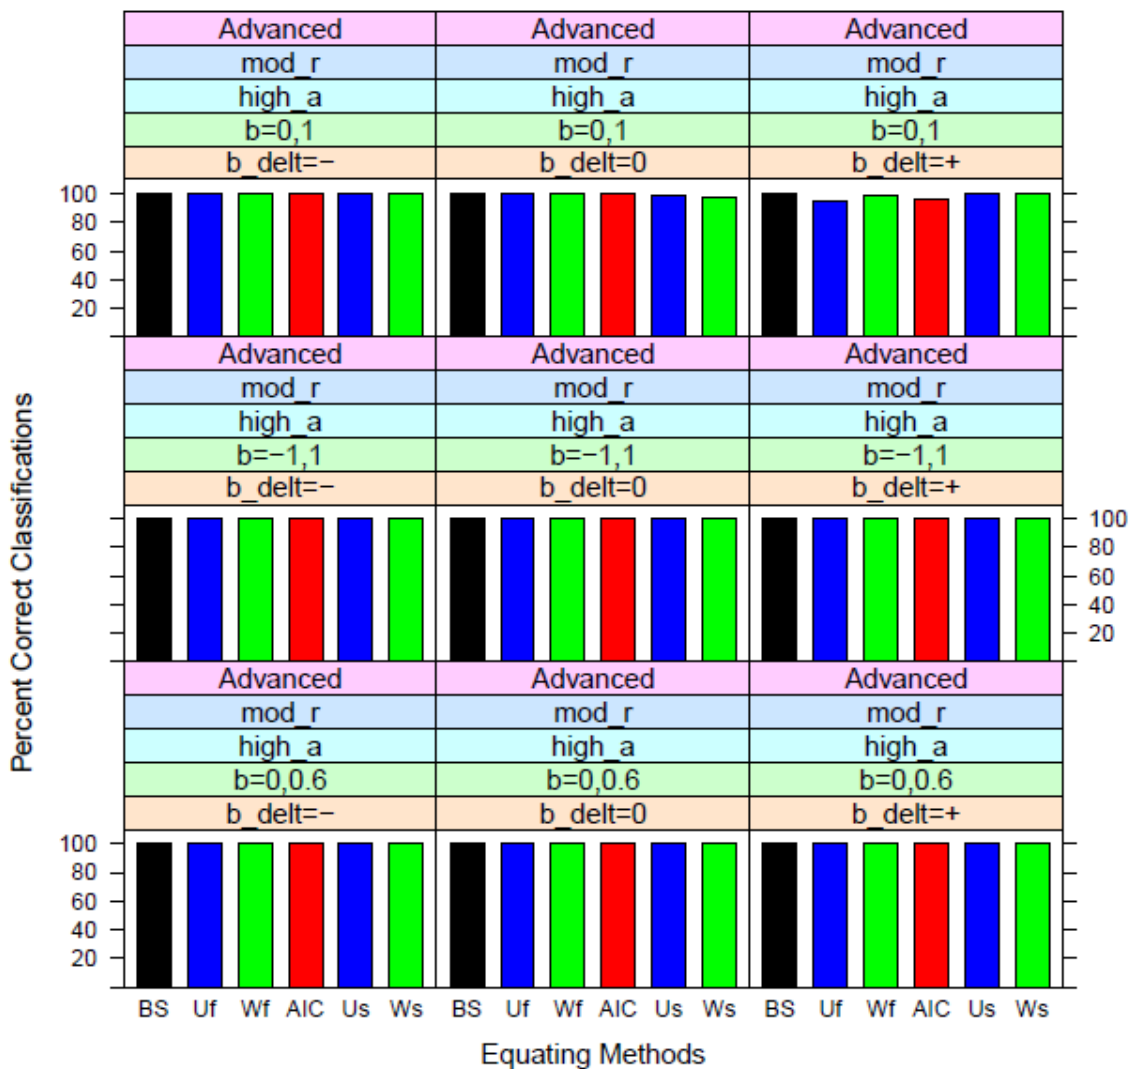 Advanced Advanced Advanced
mod_r mod_r mod_r
high_a high_a high_a
b=0,1 b=0,1 b=0,1
b_delt=− b_delt=0 b_delt=+
100
80
60
40
20
Advanced Advanced Advanced
mod_r mod_r mod_r
high_a high_a high_a
b=−1,1 b=−1,1 b=−1,1
b_delt=− b_delt=0 b_delt=+
100
80
60
40
20
Advanced Advanced Advanced
mod_r mod_r mod_r
high_a high_a high_a
b=0,0.6 b=0,0.6 b=0,0.6
b_delt=− b_delt=0 b_delt=+
100
80
60
40
20
BS Uf Wf AIC Us Ws BS Uf Wf AIC Us Ws BS Uf Wf AIC Us Ws
Equating Methods
Percent Correct Classifications